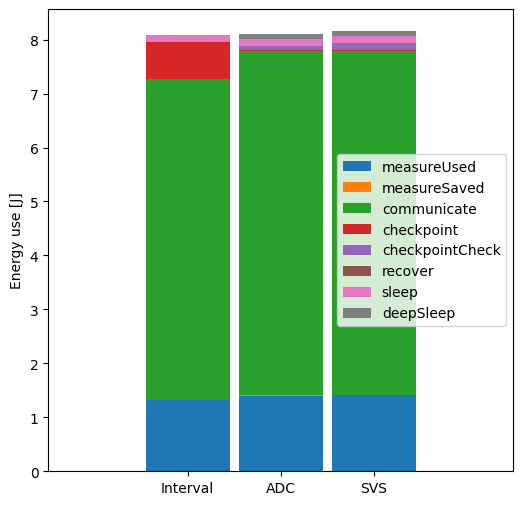 Energy use [J]
8
7
6
5
4
3
2
1
0
measureUsed
measureSaved
communicate
checkpoint
checkpointCheck
recover
sleep
deepSleep
Interval ADC SVS